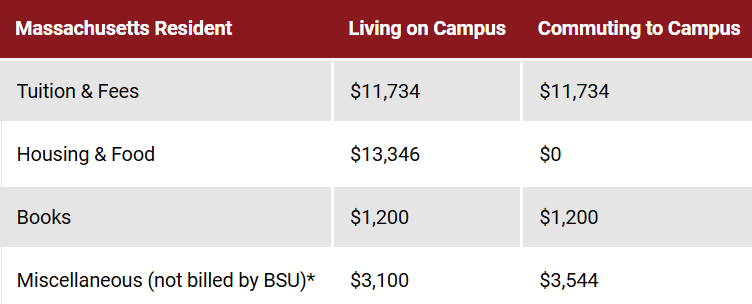 Massachusetts Resident Living on Campus Commuting to Campus
Tuition & Fees $11,734 $11,734
Housing & Food $13,346 $0
Books $1,200 $1,200
Miscellaneous (not billed by BSU)* $3,100 $3,544